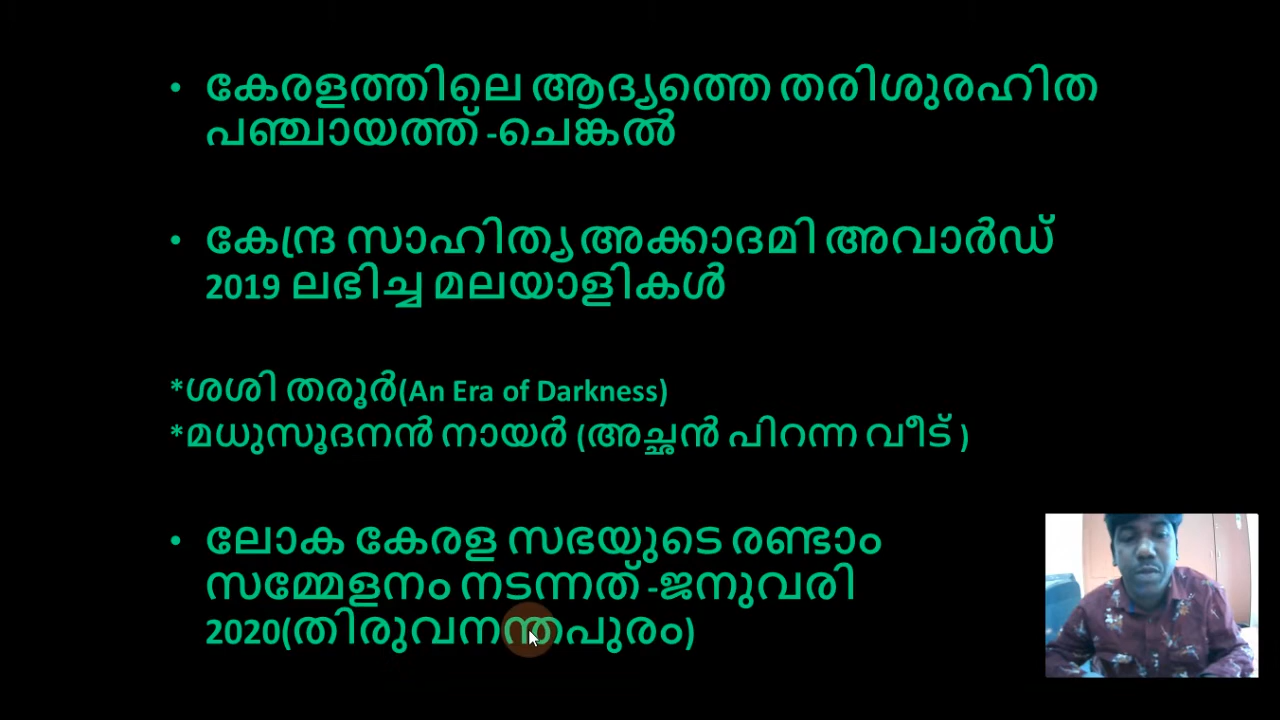 • കേരളത്തിലെ ആദ്യത്തെ തരിശുരഹിത
പഞ്ചായത്ത് -ചെങ്കൽ
• കേന്ദ്ര സാഹിത്യ അക്കാദമി അവാർഡ്
2019 ലഭിച്ച മലയാളികൾ
*ശശി തരൂർ(An Era of Darkness)
*മധുസൂദനൻ നായർ (അച്ഛൻ പിറന്ന വീട് )
• ലോക കേരള സഭയുടെ രണ്ടാം
സമ്മേളനം നടന്നത് -ജനുവരി
2020(തിരുവനന്തപുരം)